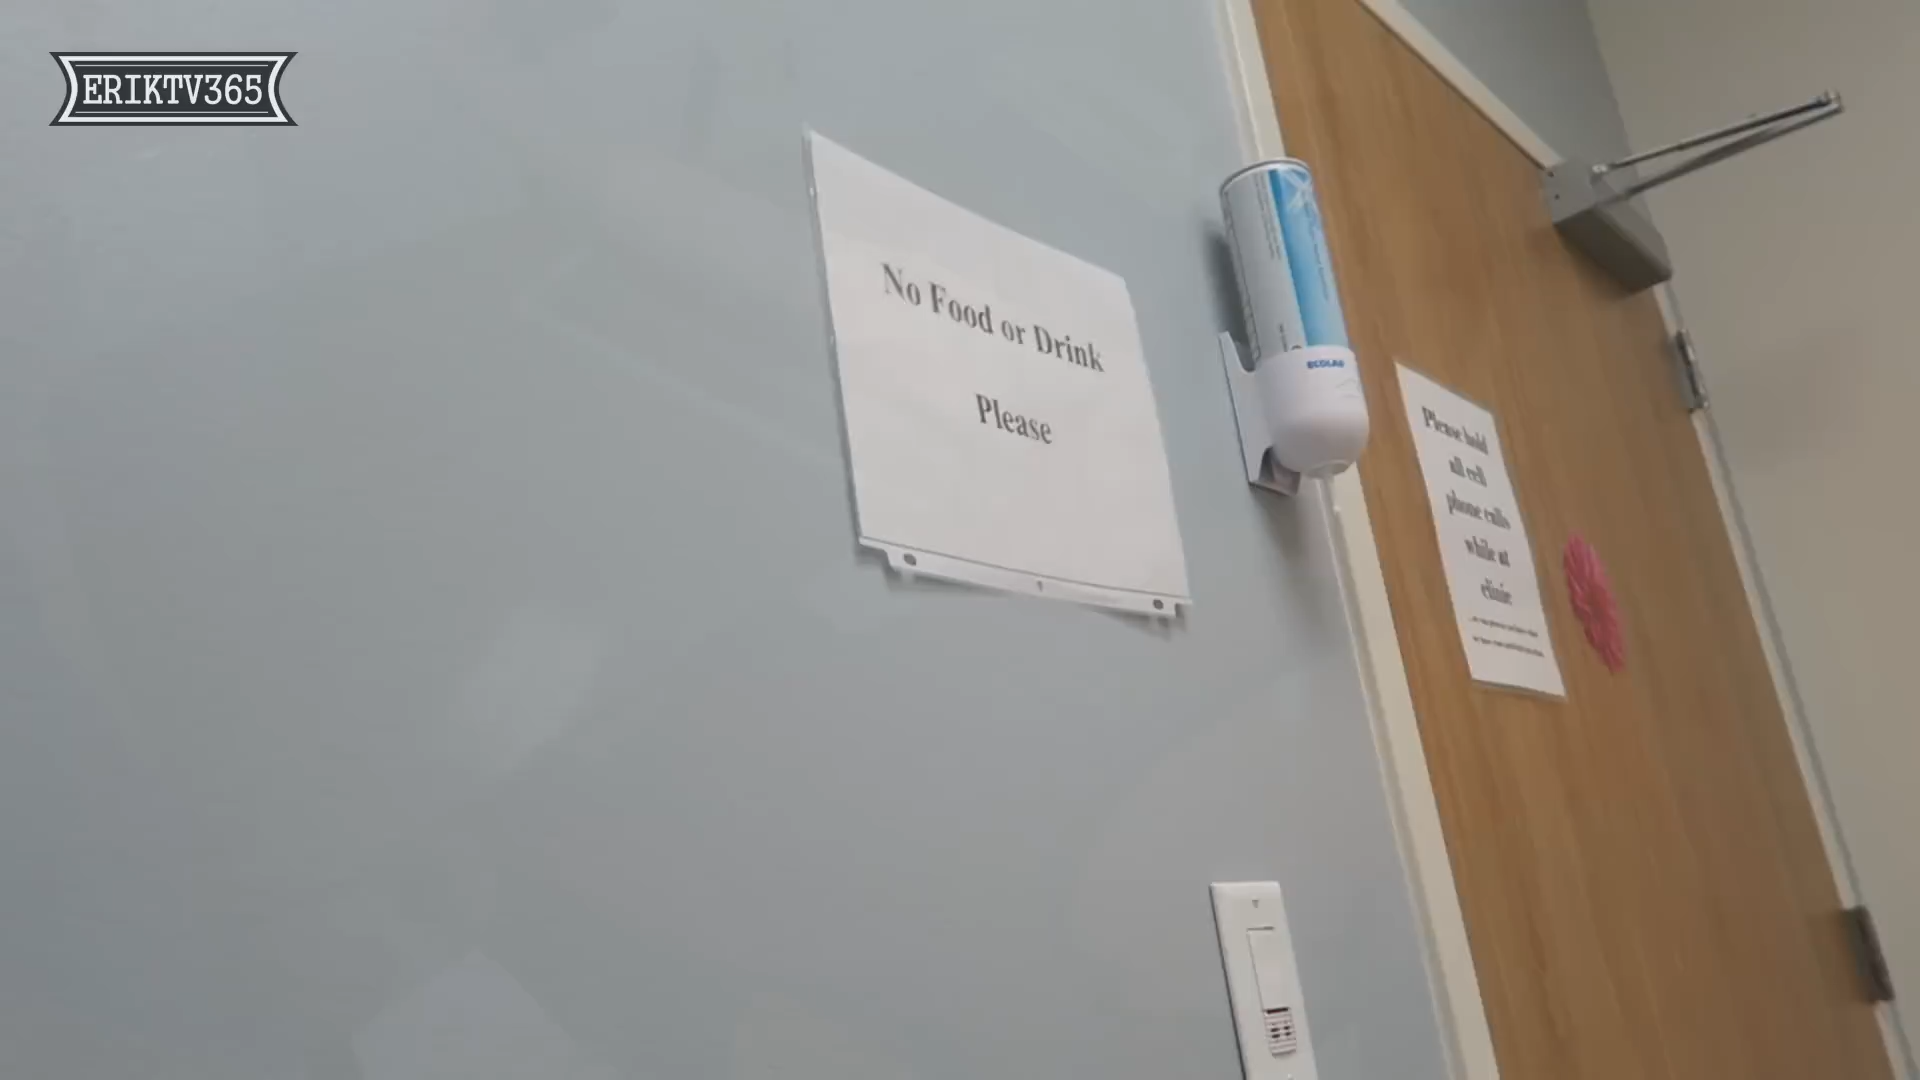 ERIKTV365
No Food or Drink
Please
ECOLAB
Please hold
all cell
phone calls
while at
clinic